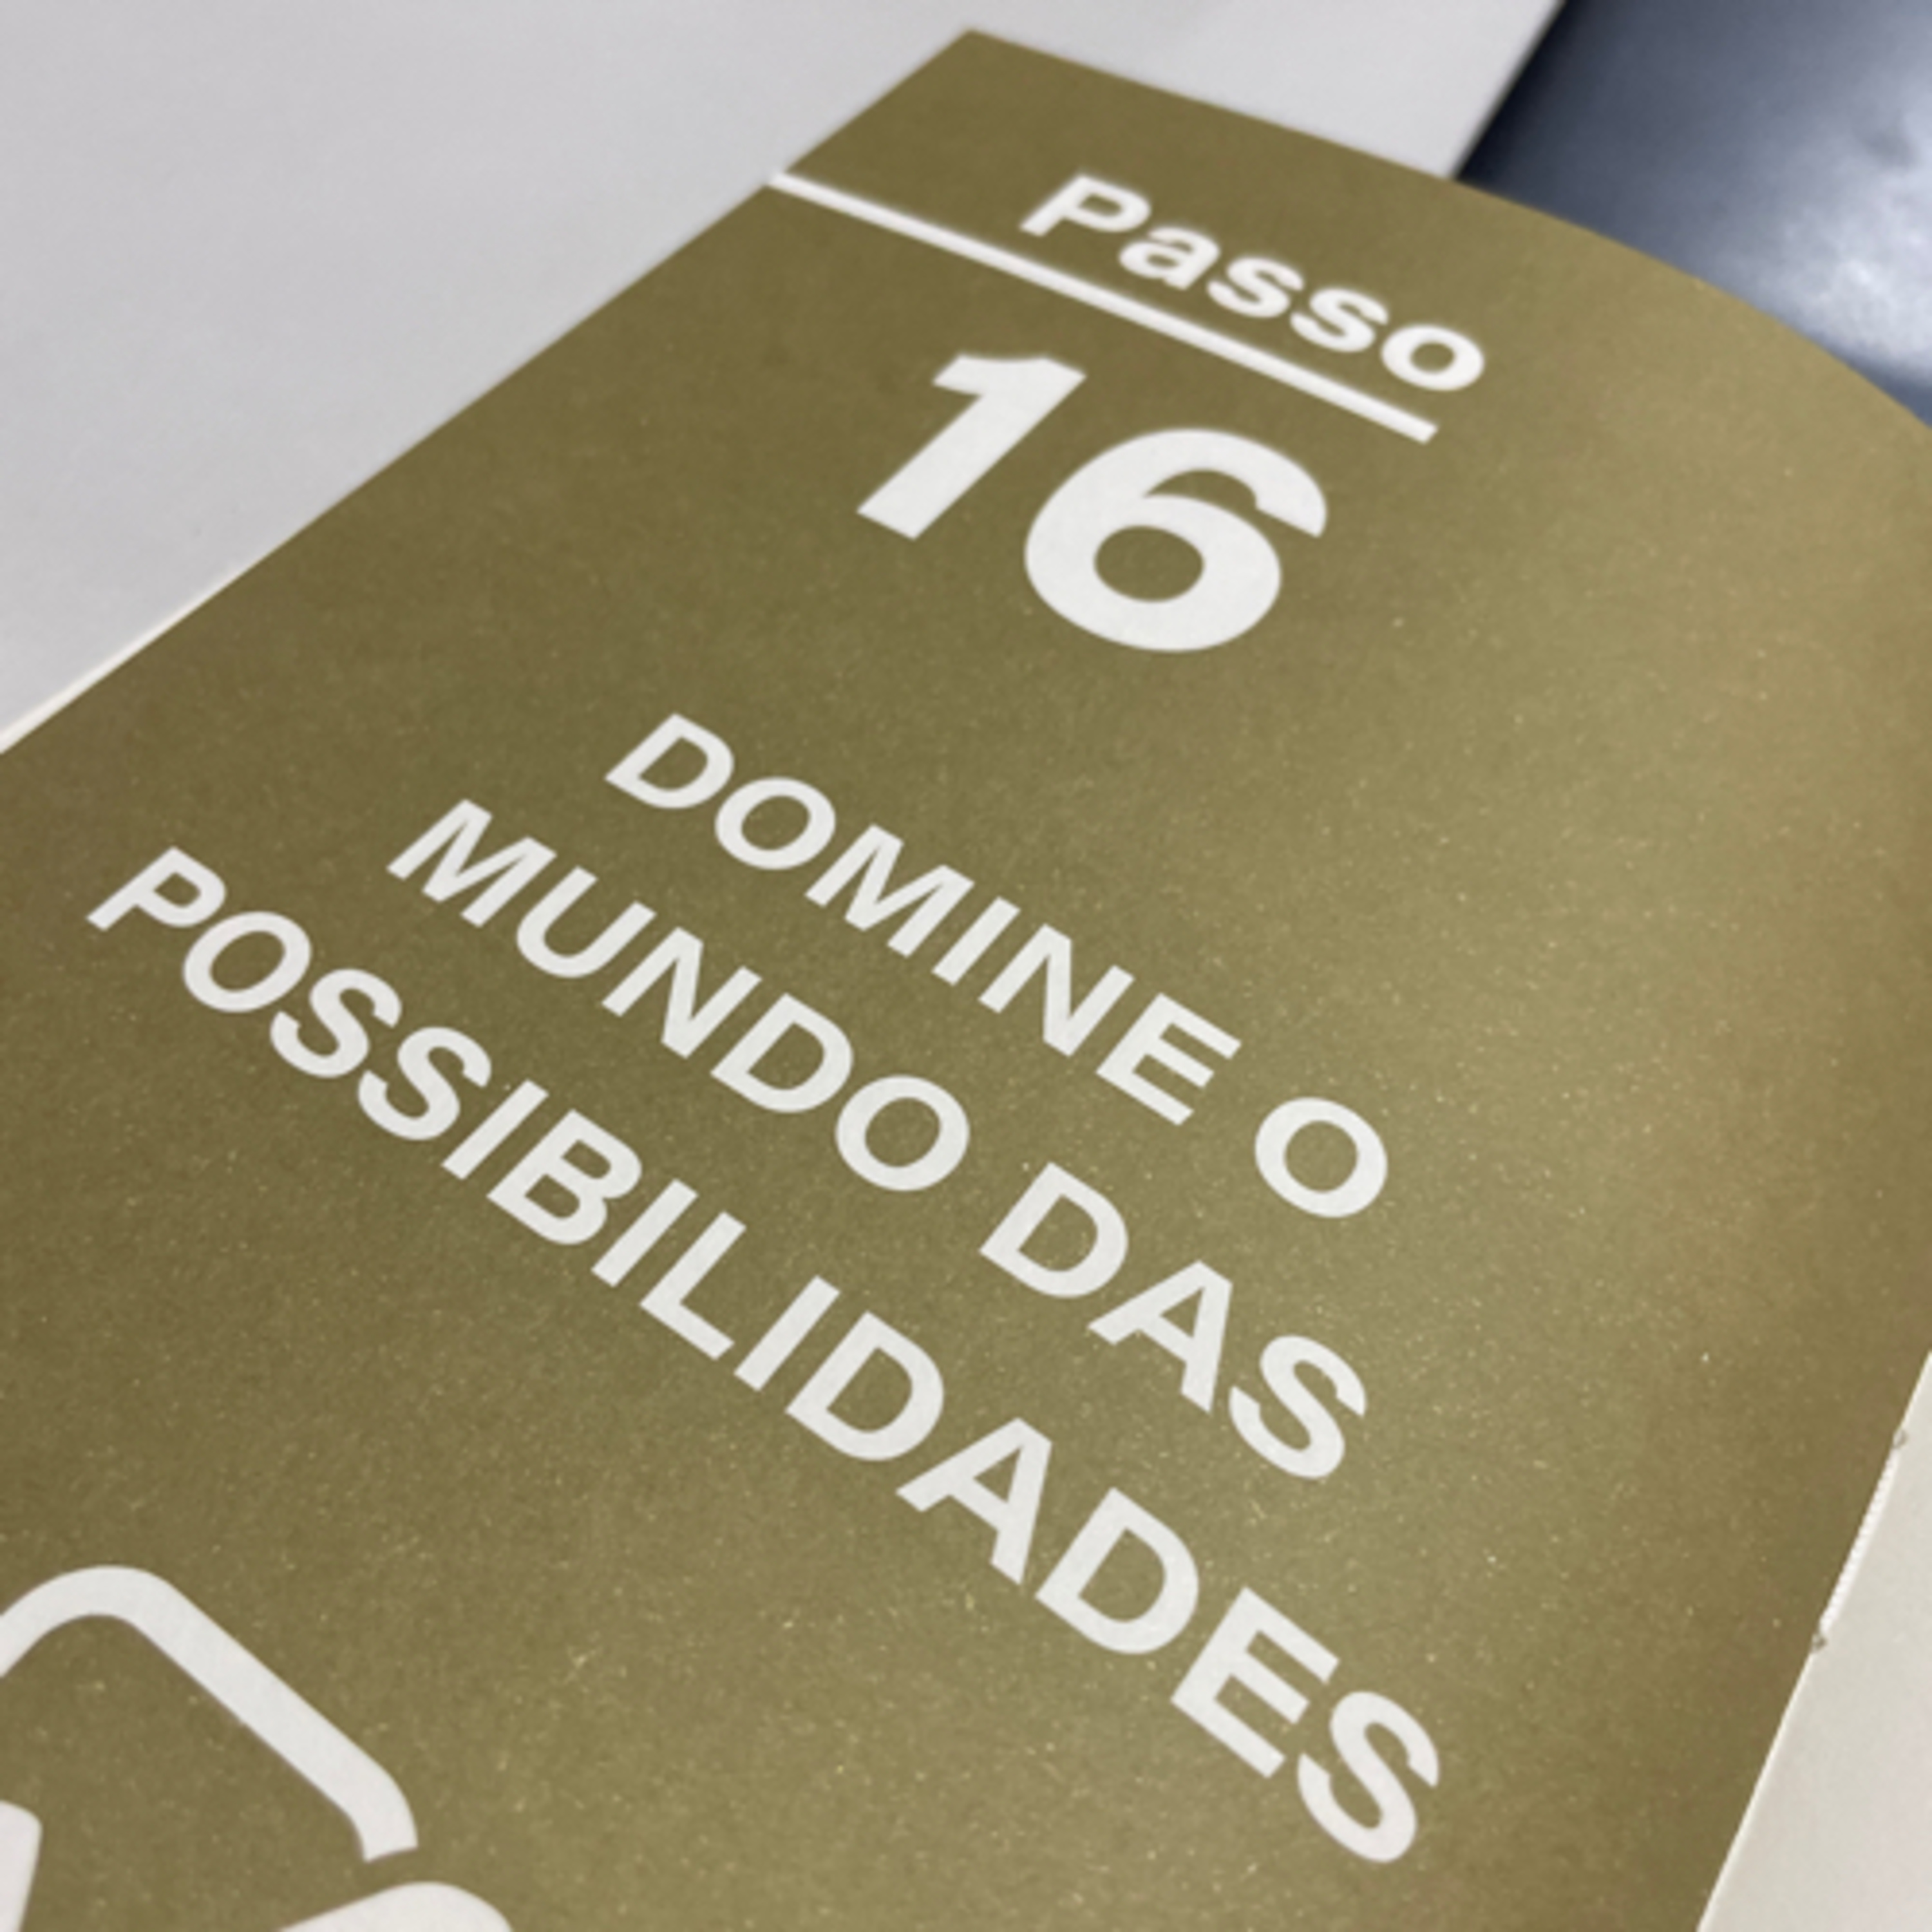 Passo
16
DOMINE O
MUNDO DAS
POSSIBILIDADES